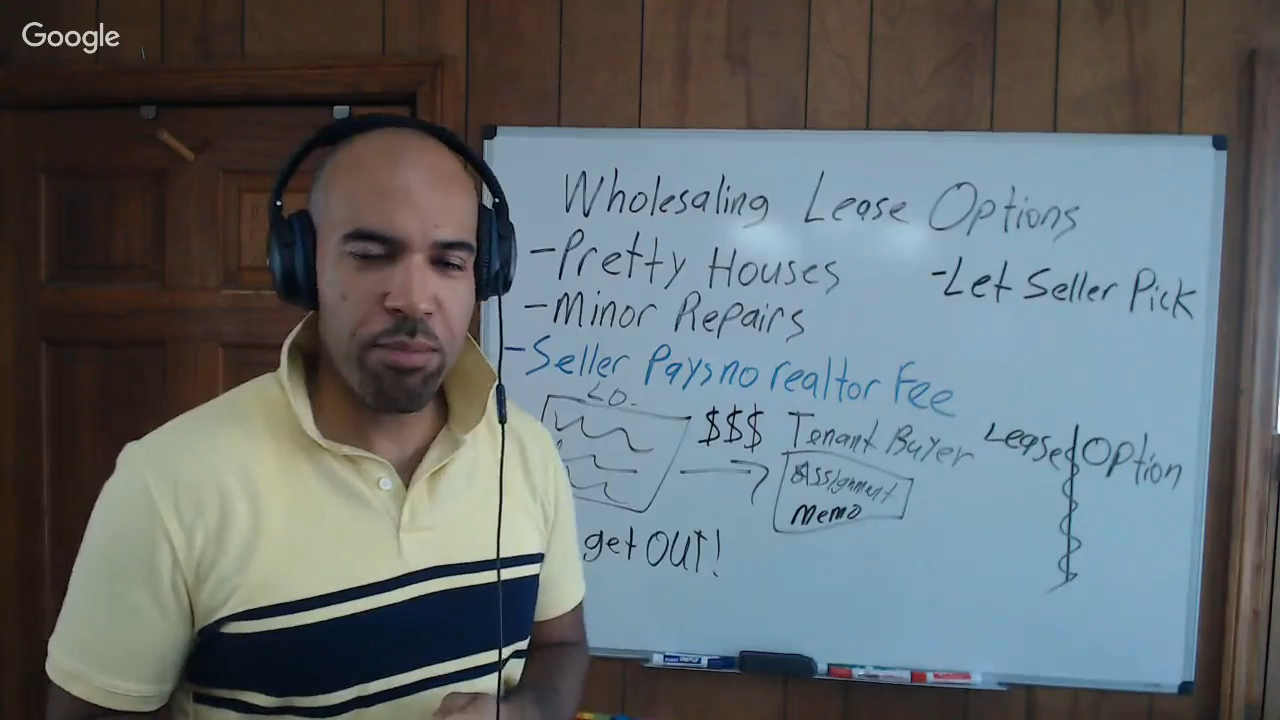 Google
Wholesaling Lease Options
-Pretty Houses
-Let Seller Pick
-Minor Repairs
-Seller Pays no realtor Fee
L.O.
$$$ Tenant Buyer
Lease Option
Assignment
Memo
get OUT!